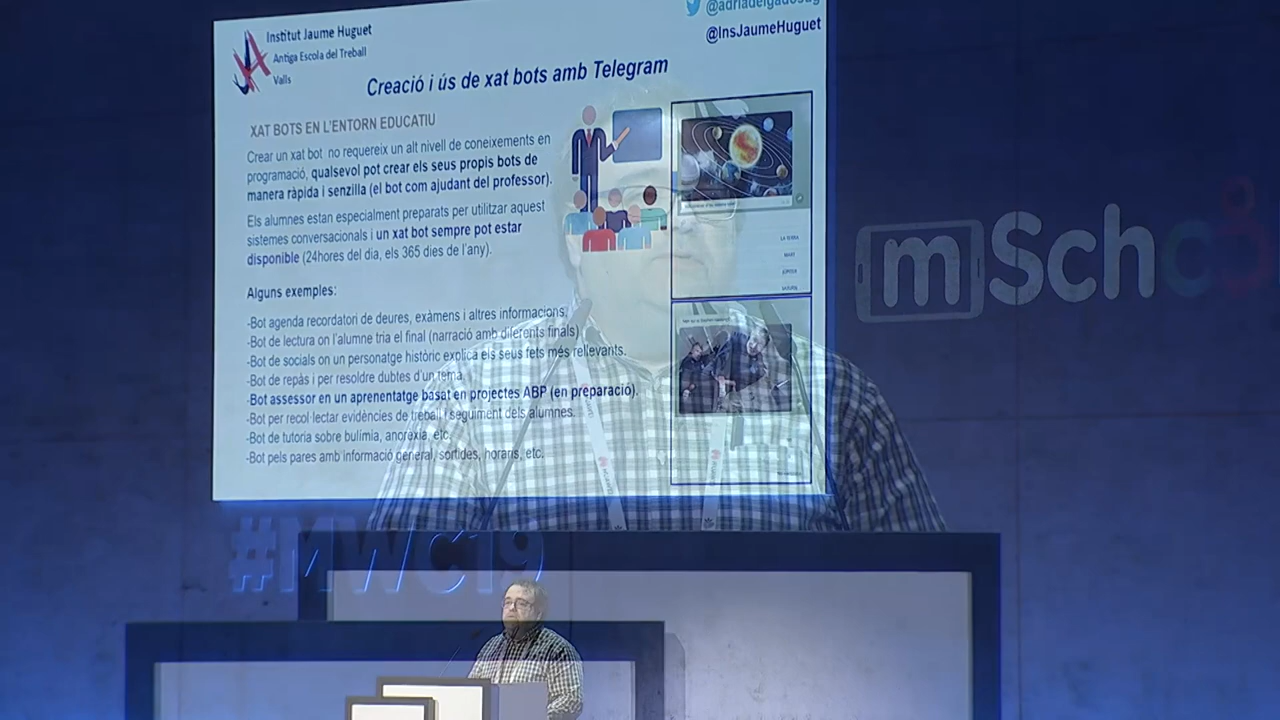 @adriadelgadosag
Institut Jaume Huguet
@InsJaumeHuguet
Antiga Escola del Treball
Valls
Creació i ús de xat bots amb Telegram
XAT BOTS EN L'ENTORN EDUCATIU
Crear un xat bot no requereix un alt nivell de coneixements en
programació, qualsevol pot crear els seus propis bots de
manera ràpida i senzilla (el bot com ajudant del professor).
Els alumnes estan especialment preparats per utilitzar aquest
sistemes conversacionals i un xat bot sempre pot estar
disponible (24hores del dia, els 365 dies de l'any).
Alguns exemples:
-Bot agenda recordatori de deures, exàmens i altres informacions.
-Bot de lectura on l'alumne tria el final (narració amb diferents finals)
-Bot de socials on un personatge històric explica els seus fets més rellevants.
-Bot de repàs i per resoldre dubtes d'un tema.
-Bot assessor en un aprenentatge basat en projectes ABP (en preparació).
-Bot per recol·lectar evidències de treball i seguiment dels alumnes.
-Bot de tutoria sobre bulímia, anorèxia, etc.
-Bot pels pares amb informació general, sortides, horaris, etc.
LA TERRA
MART
JÚPITER
SATURN
mSch
#MWC19